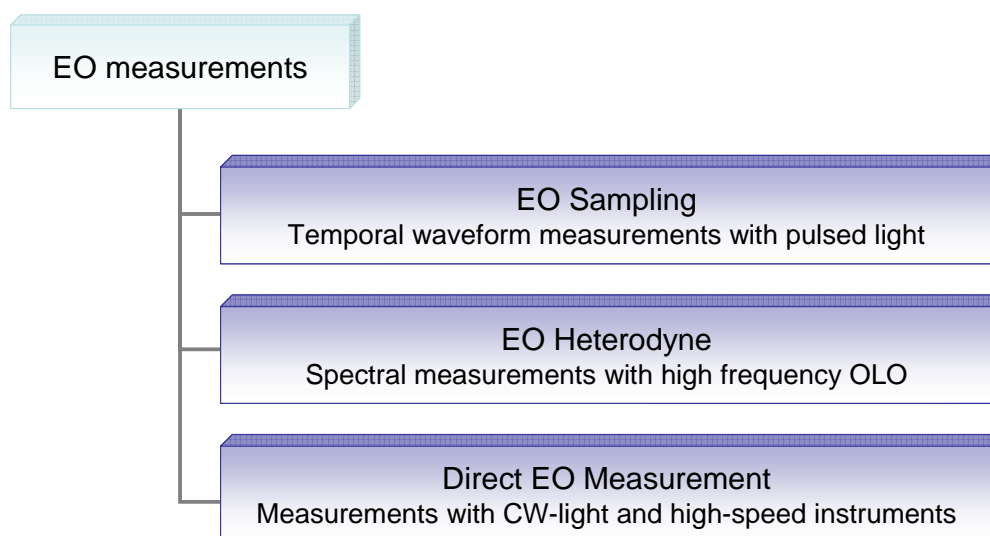 EO measurements
EO Sampling
Temporal waveform measurements with pulsed light
EO Heterodyne
Spectral measurements with high frequency OLO
Direct EO Measurement
Measurements with CW-light and high-speed instruments